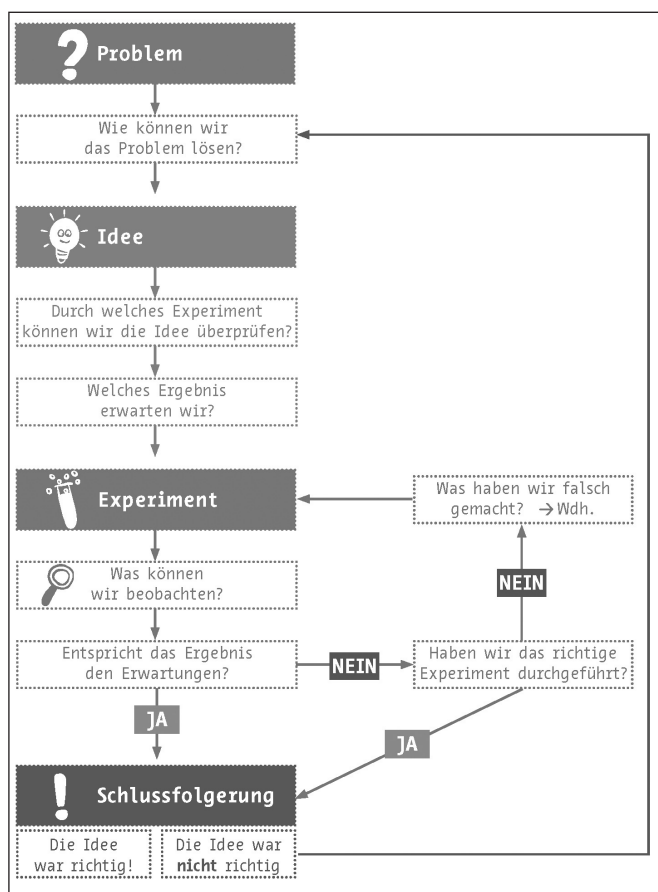 ?
Problem
Wie können wir
das Problem lösen?
Idee
Durch welches Experiment
können wir die Idee überprüfen?
Welches Ergebnis
erwarten wir?
Experiment
Was haben wir falsch
gemacht? → Wdh.
NEIN
Was können
wir beobachten?
Entspricht das Ergebnis
den Erwartungen?
NEIN
Haben wir das richtige
Experiment durchgeführt?
JA
JA
!
Schlussfolgerung
Die Idee
war richtig!
Die Idee war
nicht richtig